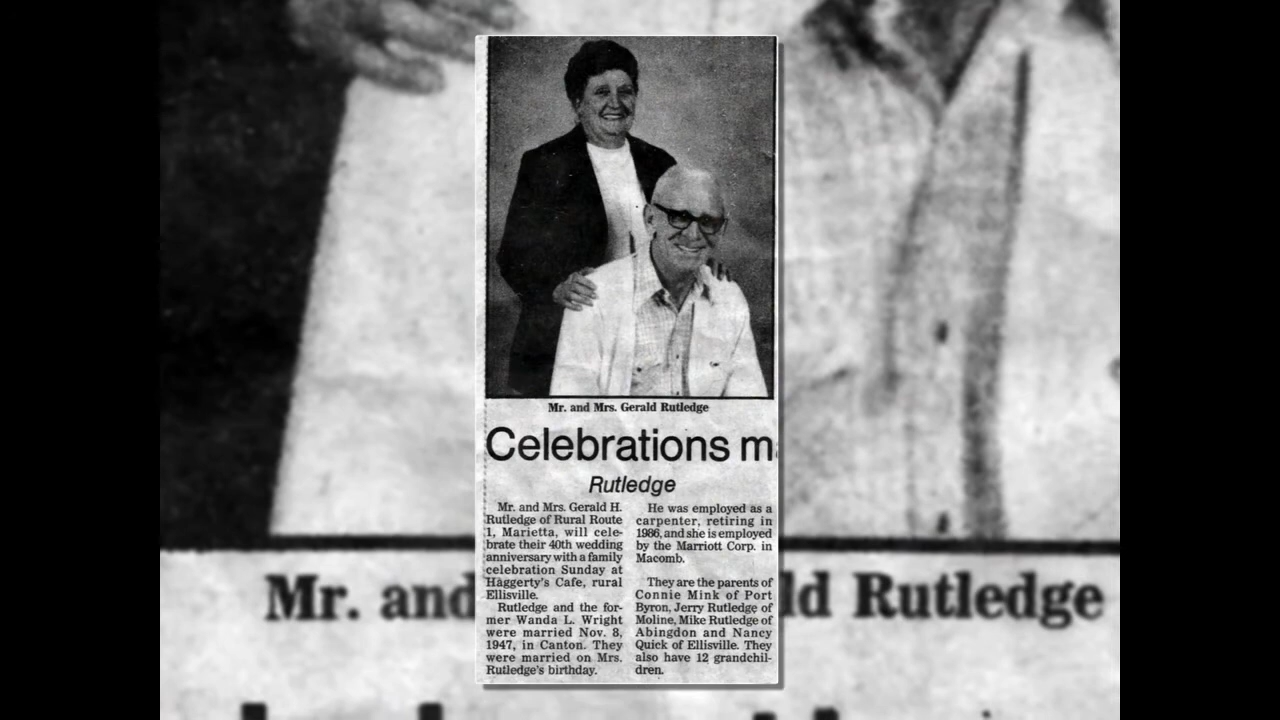 Mr. and Mrs. Gerald Rutledge
Celebrations m
Rutledge
Mr. and Mrs. Gerald H.
Rutledge of Rural Route
1, Marietta, will cele-
brate their 40th wedding
anniversary with a family
celebration Sunday at
Haggerty's Cafe, rural
Ellisville.
Rutledge and the for-
mer Wanda L. Wright
were married Nov. 8,
1947, in Canton. They
were married on Mrs.
Rutledge's birthday.
He was employed as a
carpenter, retiring in
1986, and she is employed
by the Marriott Corp. in
Macomb.
They are the parents of
Connie Mink of Port
Byron, Jerry Rutledge of
Moline, Mike Rutledge of
Abingdon and Nancy
Quick of Ellisville. They
also have 12 grandchil-
dren.
Mr. and
ld Rutledge